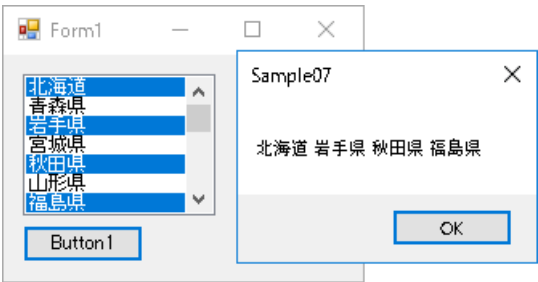 Form1
北海道
青森県
岩手県
宮城県
秋田県
山形県
福島県
Button1
Sample07
北海道 岩手県 秋田県 福島県
OK